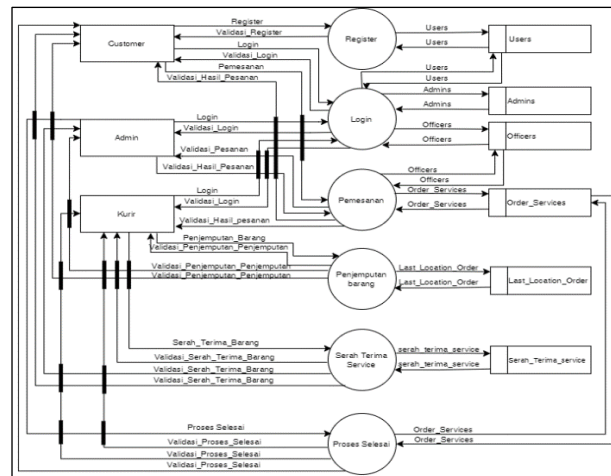 Register
Validasi_Register
Customer
Login
Validasi_Login
Pemesanan
Validasi_Hasil_Pesanan
Register
Users
Users
Users
Users
Users
Login
Admins
Admins
Admins
Admin
Login
Validasi_Login
Validasi_Pesanan
Validasi_Hasil_Pesanan
Officers
Officers
Officers
Kurir
Login
Validasi_Login
Validasi_Hasil_pesanan
Pemesanan
Officers
Officers
Order_Services
Order_Services
Order_Services
Penjemputan_Barang
Validasi_Penjemputan_Penjemputan
Validasi_Penjemputan_Penjemputan
Validasi_Penjemputan_Penjemputan
Penjemputan
barang
Last_Location_Order
Last_Location_Order
Last_Location_Order
Serah_Terima_Barang
Validasi_Serah_Terima_Barang
Validasi_Serah_Terima_Barang
Validasi_Serah_Terima_Barang
Serah Terima
Service
serah_terima_service
serah_terima_service
Serah_Terima_service
Proses Selesai
Validasi_Proses_Selesai
Validasi_Proses_Selesai
Validasi_Proses_Selesai
Proses Selesai
Order_Services
Order_Services